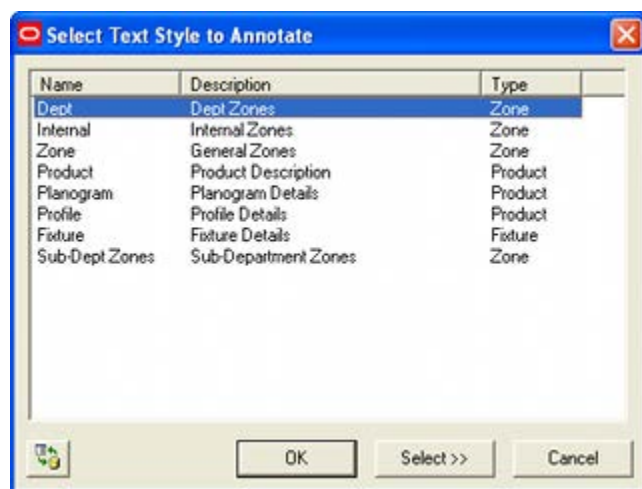 Select Text Style to Annotate
Name Description Type
Dept Dept Zones Zone
Internal Internal Zones Zone
Zone General Zones Zone
Product Product Description Product
Planogram Planogram Details Product
Profile Profile Details Product
Fixture Fixture Details Fixture
Sub-Dept Zones Sub-Department Zones Zone
OK Select >> Cancel